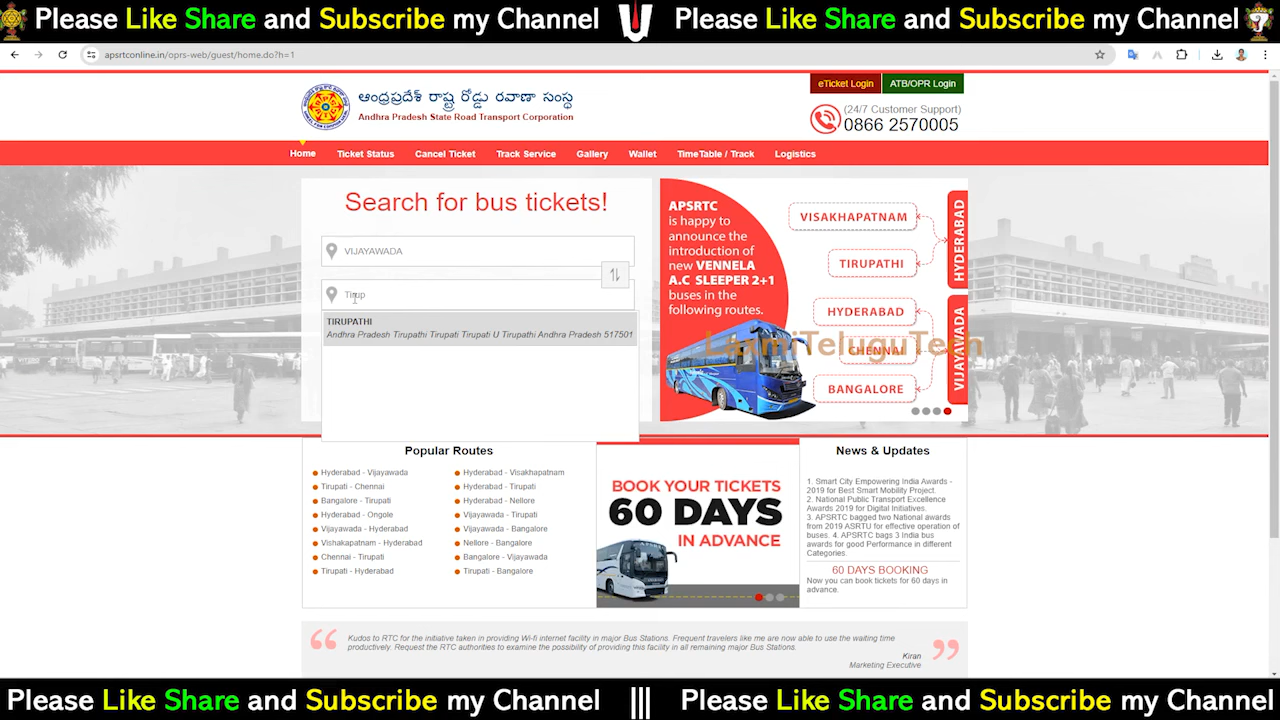 Please Like Share and Subscribe my Channel
Please Like Share and Subscribe my Channel
apsrtconline.in/oprs-web/guest/home.do?h=1
eTicket Login
ATB/OPR Login
ఆంధ్రప్రదేశ్ రాష్ట్ర రోడ్డు రవాణా సంస్థ
Andhra Pradesh State Road Transport Corporation
(24/7 Customer Support)
0866 2570005
Home Ticket Status Cancel Ticket Track Service Gallery Wallet TimeTable / Track Logistics
Search for bus tickets!
VIJAYAWADA
Tirup
TIRUPATHI
Andhra Pradesh Tirupathi Tirupati Tirupati U Tirupathi Andhra Pradesh 517501
APSRTC
is happy to
announce the
introduction of
new VENNELA
A.C SLEEPER 2+1
buses in the
following routes.
VISAKHAPATNAM
TIRUPATHI
HYDERABAD
HYDERABAD
CHENNAI
BANGALORE
VIJAYAWADA
LaxmiTeluguTech
Popular Routes
Hyderabad - Vijayawada
Tirupati - Chennai
Bangalore - Tirupati
Hyderabad - Ongole
Vijayawada - Hyderabad
Vishakapatnam - Hyderabad
Chennai - Tirupati
Tirupati - Hyderabad
Hyderabad - Visakhapatnam
Hyderabad - Tirupati
Hyderabad - Nellore
Vijayawada - Tirupati
Vijayawada - Bangalore
Nellore - Bangalore
Bangalore - Vijayawada
Tirupati - Bangalore
BOOK YOUR TICKETS
60 DAYS
IN ADVANCE
News & Updates
1. Smart City Empowering India Awards -
2019 for Best Smart Mobility Project.
2. National Public Transport Excellence
Awards 2019 for Digital Initiatives.
3. APSRTC bagged two National awards
from 2019 ASRTU for effective operation of
buses. 4. APSRTC bags 3 India bus
awards for good Performance in different
Categories.
60 DAYS BOOKING
Now you can book tickets for 60 days in
advance.
Kudos to RTC for the initiative taken in providing Wi-fi internet facility in major Bus Stations. Frequent travelers like me are now able to use the waiting time
productively. Request the RTC authorities to examine the possibility of providing this facility in all remaining major Bus Stations.
Kiran
Marketing Executive
Please Like Share and Subscribe my Channel ||| Please Like Share and Subscribe my Channel